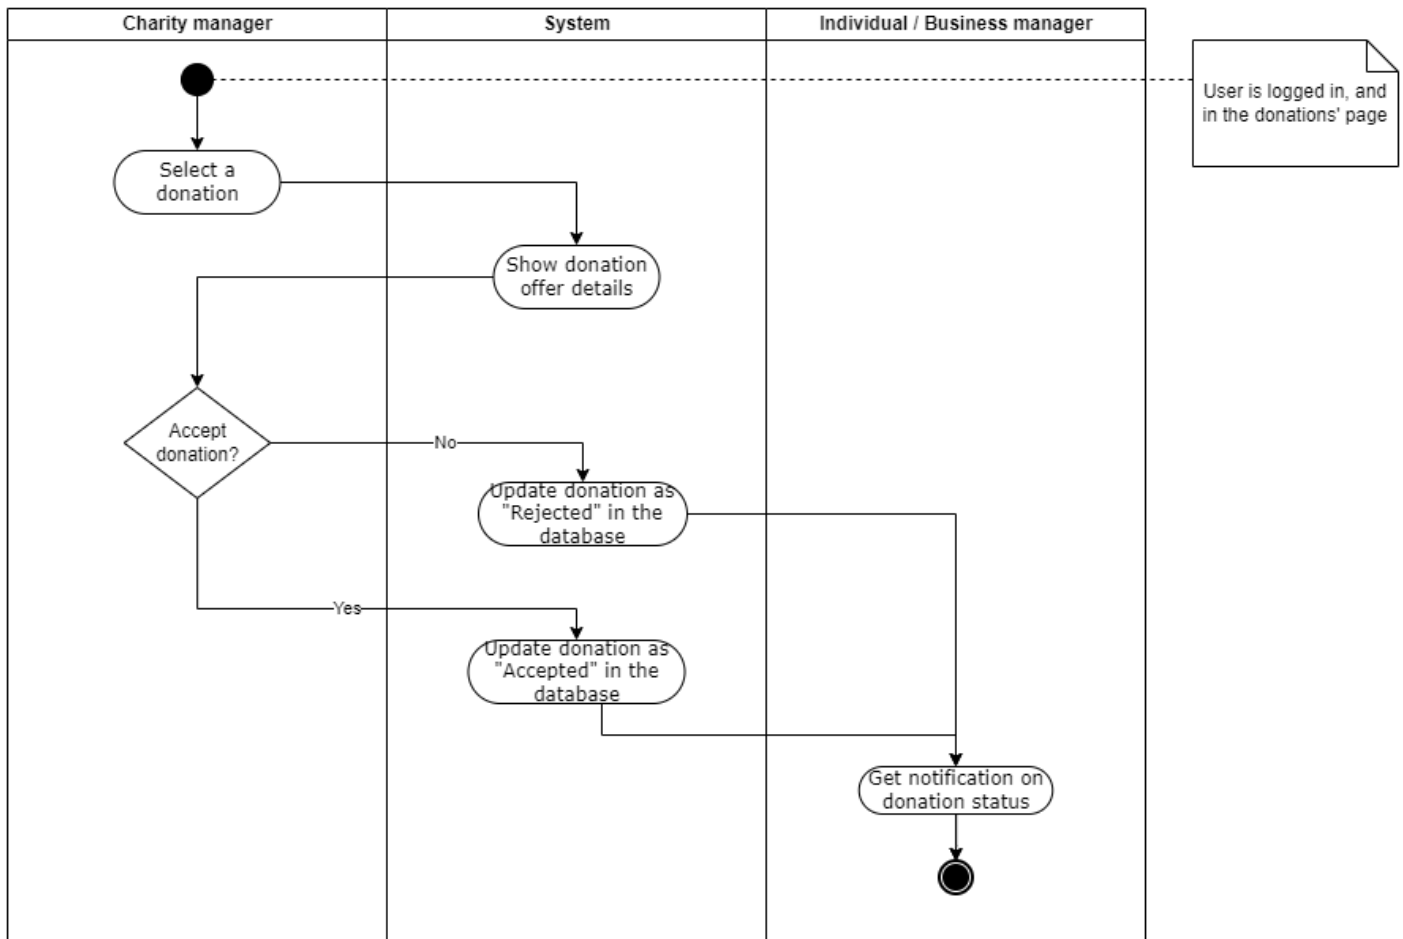 Charity manager
System
Individual / Business manager
User is logged in, and
in the donations' page
Select a
donation
Show donation
offer details
Accept
donation?
No
Update donation as
"Rejected" in the
database
Yes
Update donation as
"Accepted" in the
database
Get notification on
donation status